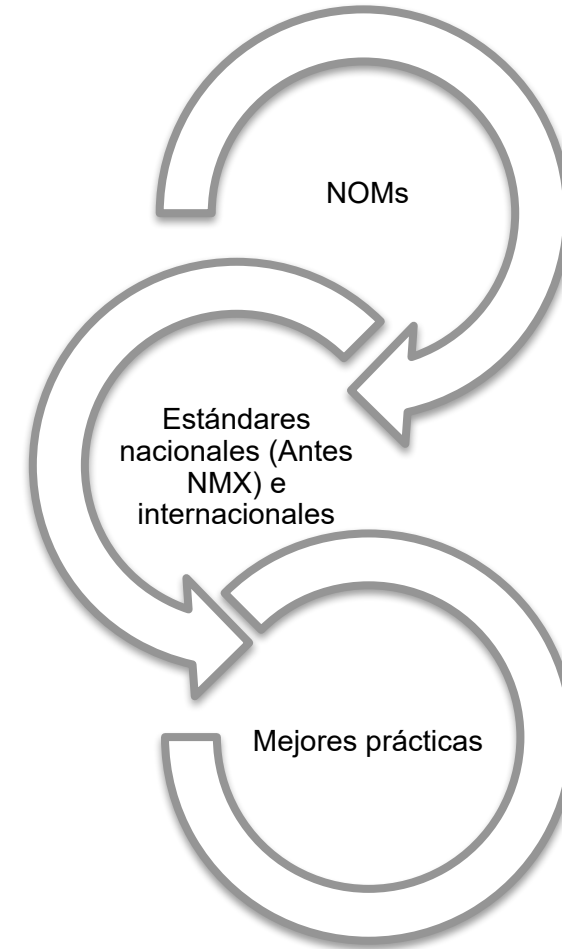 NOMs
Estándares
nacionales (Antes
NMX) e
internacionales
Mejores prácticas